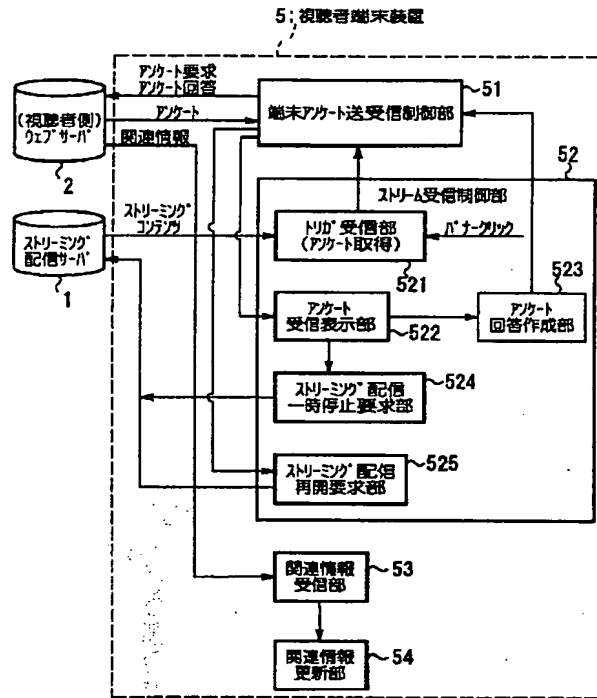 5:視聴者端末装置
アンケート要求
アンケート回答
アンケート
関連情報
(視聴者側)
ウェブサーバ
2
51
端末アンケート送受信制御部
52
ストリーム受信制御部
ストリーミング
コンテンツ
ストリーミング
配信サーバ
1
トリガ受信部
(アンケート取得)
521
バナークリック
アンケート
受信表示部
522
523
アンケート
回答作成部
524
ストリーミング配信
一時停止要求部
525
ストリーミング配信
再開要求部
53
関連情報
受信部
54
関連情報
更新部